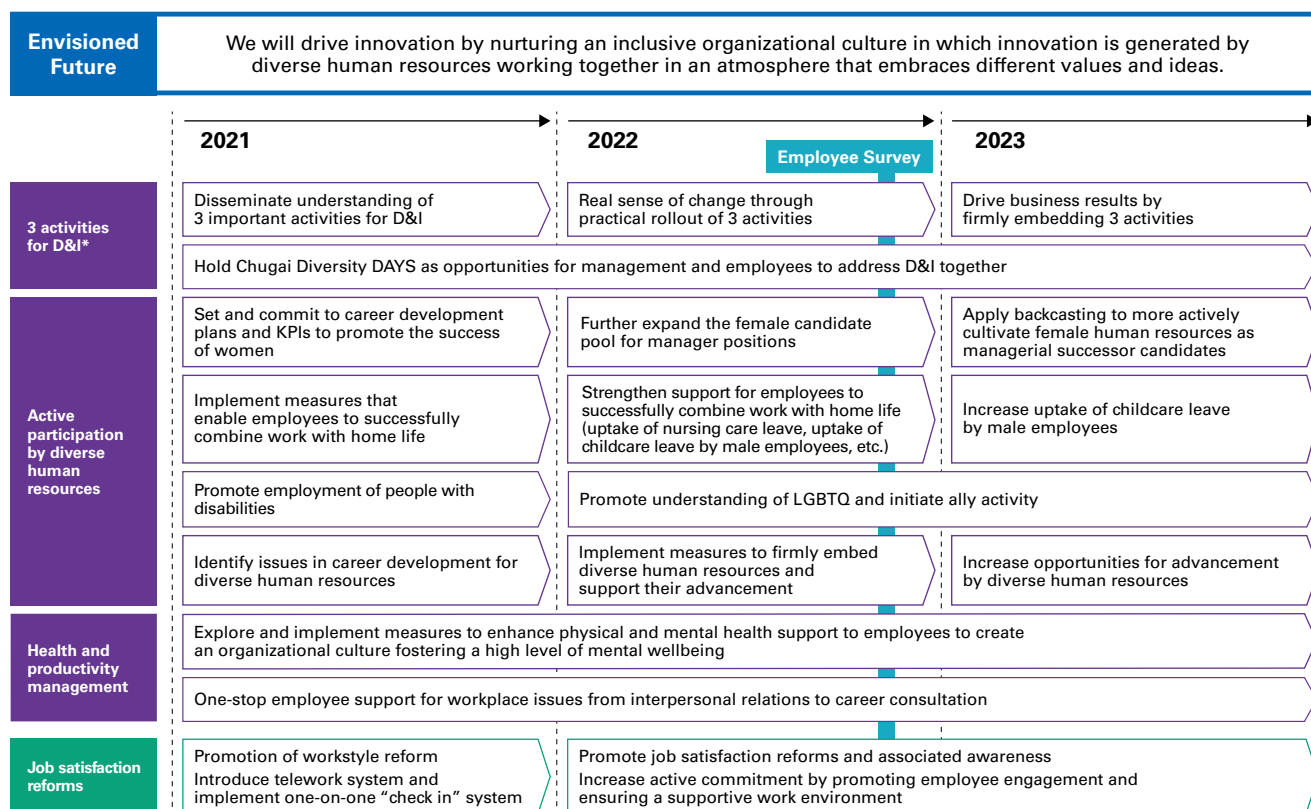 Envisioned
Future
We will drive innovation by nurturing an inclusive organizational culture in which innovation is generated by
diverse human resources working together in an atmosphere that embraces different values and ideas.
2021
2022
2023
Employee Survey
3 activities
for D&I*
Disseminate understanding of
3 important activities for D&I
Real sense of change through
practical rollout of 3 activities
Drive business results by
firmly embedding 3 activities
Hold Chugai Diversity DAYS as opportunities for management and employees to address D&I together
Active
participation
by diverse
human
resources
Set and commit to career development
plans and KPIs to promote the success
of women
Further expand the female candidate
pool for manager positions
Apply backcasting to more actively
cultivate female human resources as
managerial successor candidates
Implement measures that
enable employees to successfully
combine work with home life
Strengthen support for employees to
successfully combine work with home life
(uptake of nursing care leave, uptake of
childcare leave by male employees, etc.)
Increase uptake of childcare leave
by male employees
Promote employment of people with
disabilities
Promote understanding of LGBTQ and initiate ally activity
Identify issues in career development for
diverse human resources
Implement measures to firmly embed
diverse human resources and
support their advancement
Increase opportunities for advancement
by diverse human resources
Health and
productivity
management
Explore and implement measures to enhance physical and mental health support to employees to create
an organizational culture fostering a high level of mental wellbeing
One-stop employee support for workplace issues from interpersonal relations to career consultation
Job satisfaction
reforms
Promotion of workstyle reform
Introduce telework system and
implement one-on-one “check in” system
Promote job satisfaction reforms and associated awareness
Increase active commitment by promoting employee engagement and
ensuring a supportive work environment